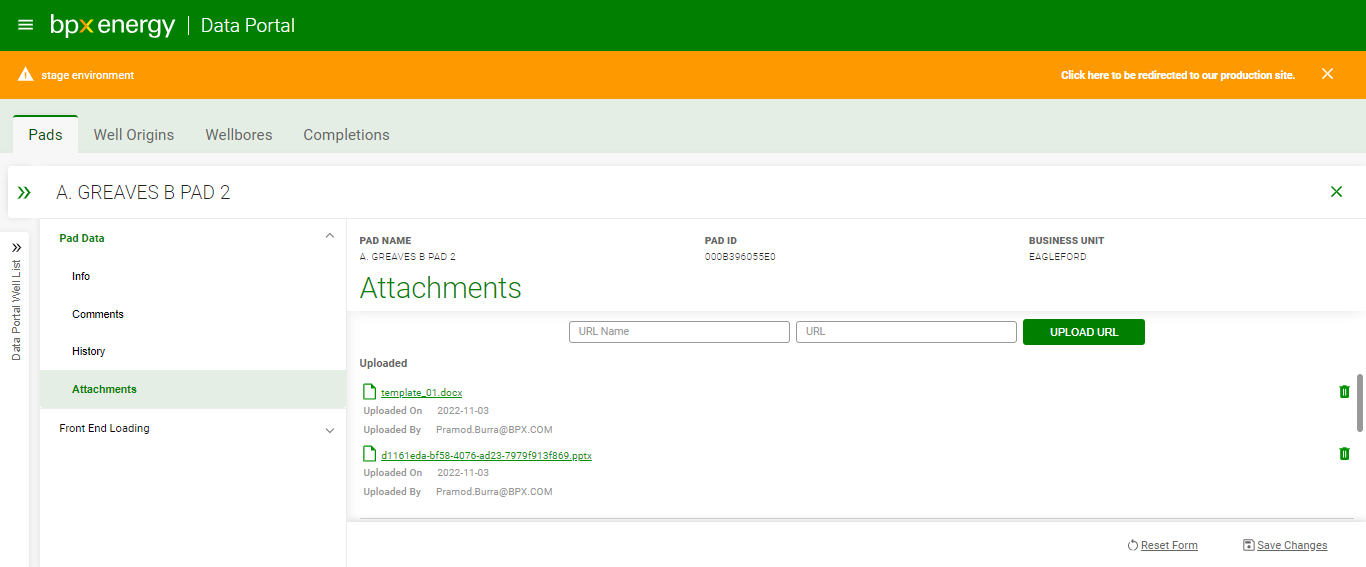 bpx energy | Data Portal
stage environment
Click here to be redirected to our production site.
Pads Well Origins Wellbores Completions
A. GREAVES B PAD 2
Data Portal Well List
Pad Data
Info
Comments
History
Attachments
Front End Loading
PAD NAME PAD ID BUSINESS UNIT
A. GREAVES B PAD 2 000B396055E0 EAGLEFORD
Attachments
URL Name URL UPLOAD URL
Uploaded
template_01.docx
Uploaded On 2022-11-03
Uploaded By Pramod.Burra@BPX.COM
d1161eda-bf58-4076-ad23-7979f913f869.pptx
Uploaded On 2022-11-03
Uploaded By Pramod.Burra@BPX.COM
Reset Form Save Changes